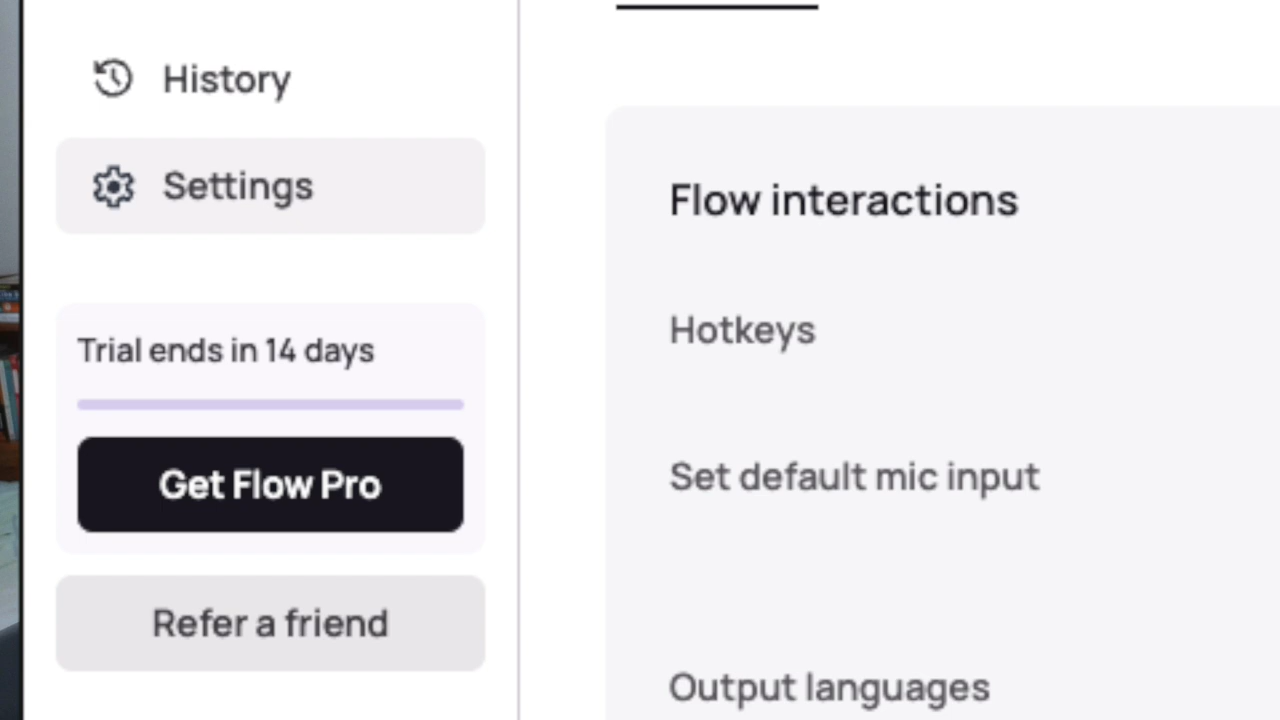 History
Settings
Trial ends in 14 days
Get Flow Pro
Refer a friend
Flow interactions
Hotkeys
Set default mic input
Output languages